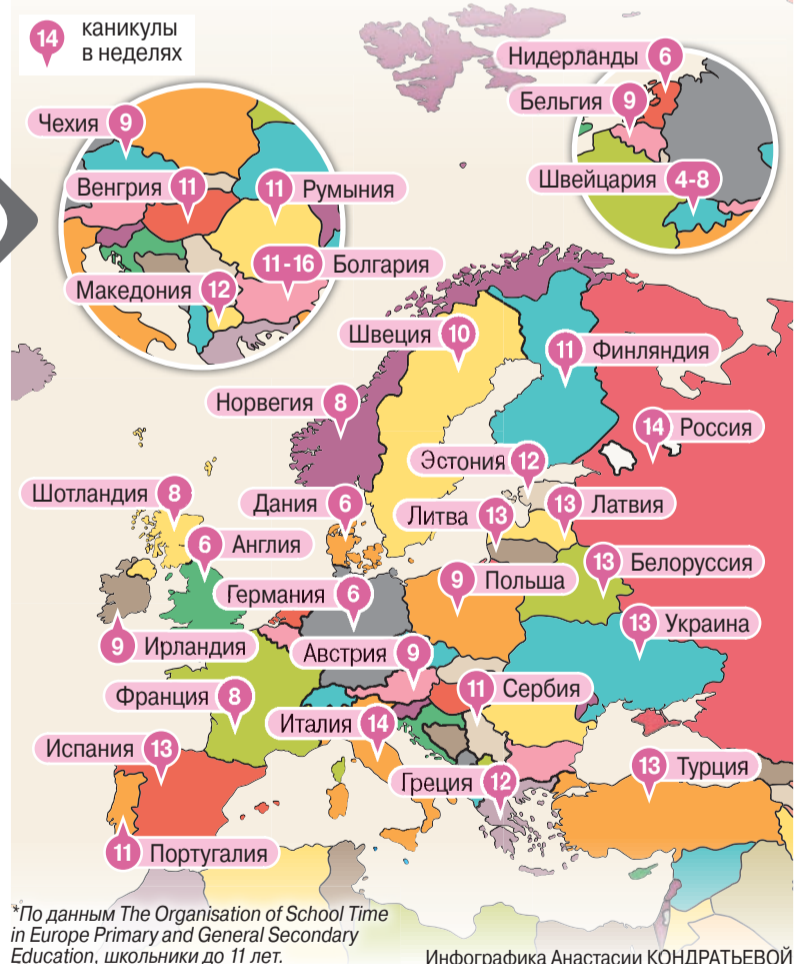 14 каникулы
в неделях
Нидерланды 6
Бельгия 9
Швейцария 4-8
Чехия 9
Венгрия 11
11 Румыния
11-16 Болгария
Македония 12
Швеция 10
11 Финляндия
Норвегия 8
14 Россия
Эстония 12
Шотландия 8
Дания 6
Литва 13
13 Латвия
6 Англия
13 Белоруссия
9 Польша
Германия 6
13 Украина
9 Ирландия
Австрия 9
11 Сербия
Франция 8
Италия 14
Испания 13
13 Турция
Греция 12
11 Португалия
*По данным The Organisation of School Time
in Europe Primary and General Secondary
Education, школьники до 11 лет.
Инфографика Анастасии КОНДРАТЬЕВОЙ